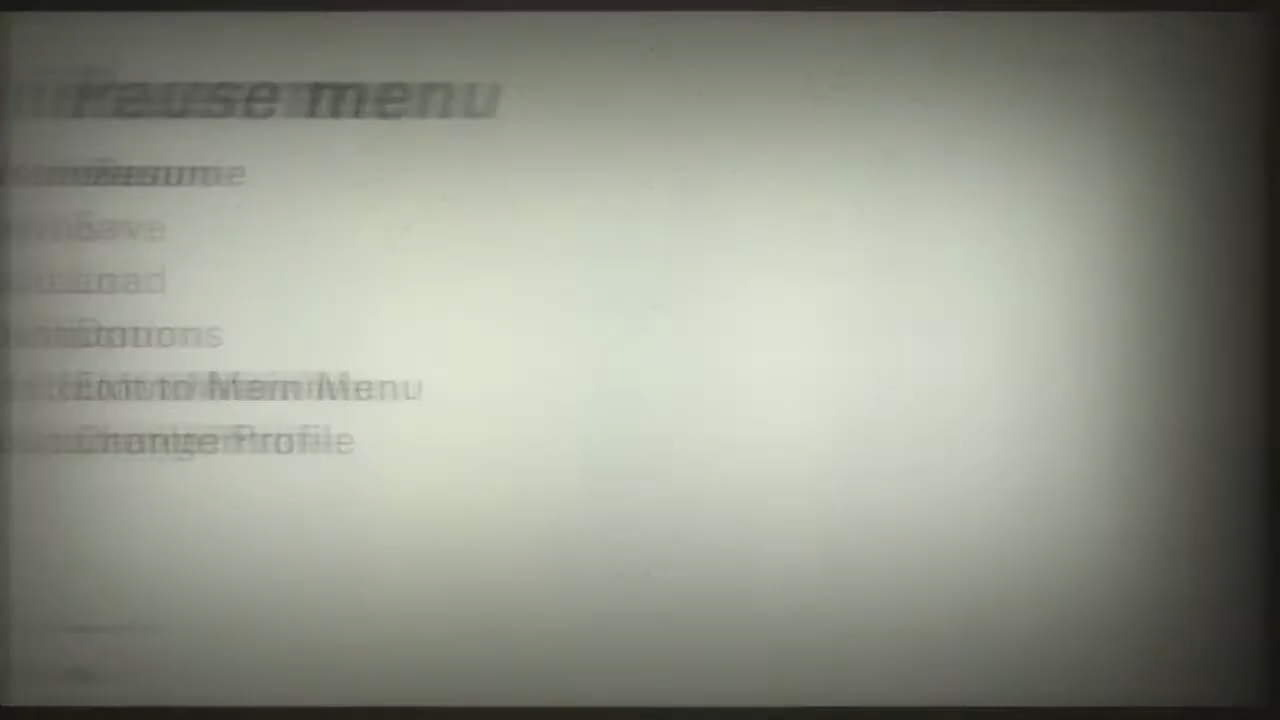 Pause menu
Resume
Save
Load
Options
Exit to Main Menu
Change Profile